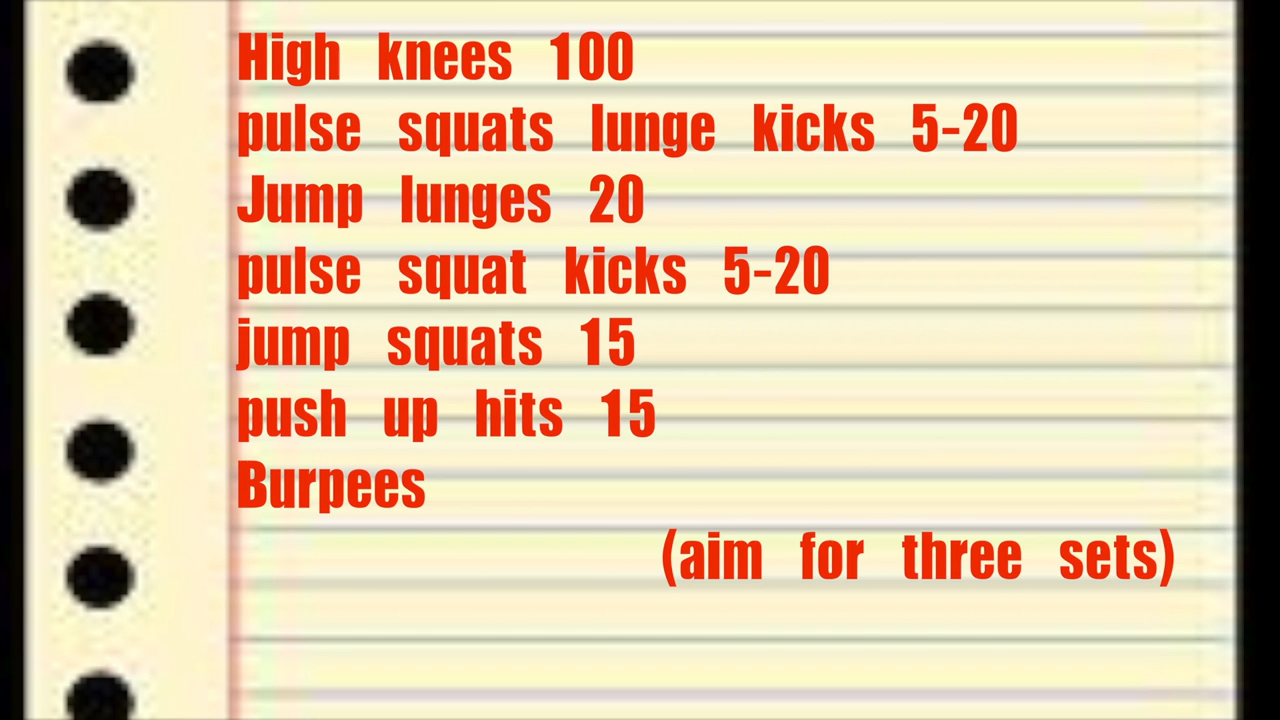 High knees 100
pulse squats lunge kicks 5-20
Jump lunges 20
pulse squat kicks 5-20
jump squats 15
push up hits 15
Burpees
(aim for three sets)